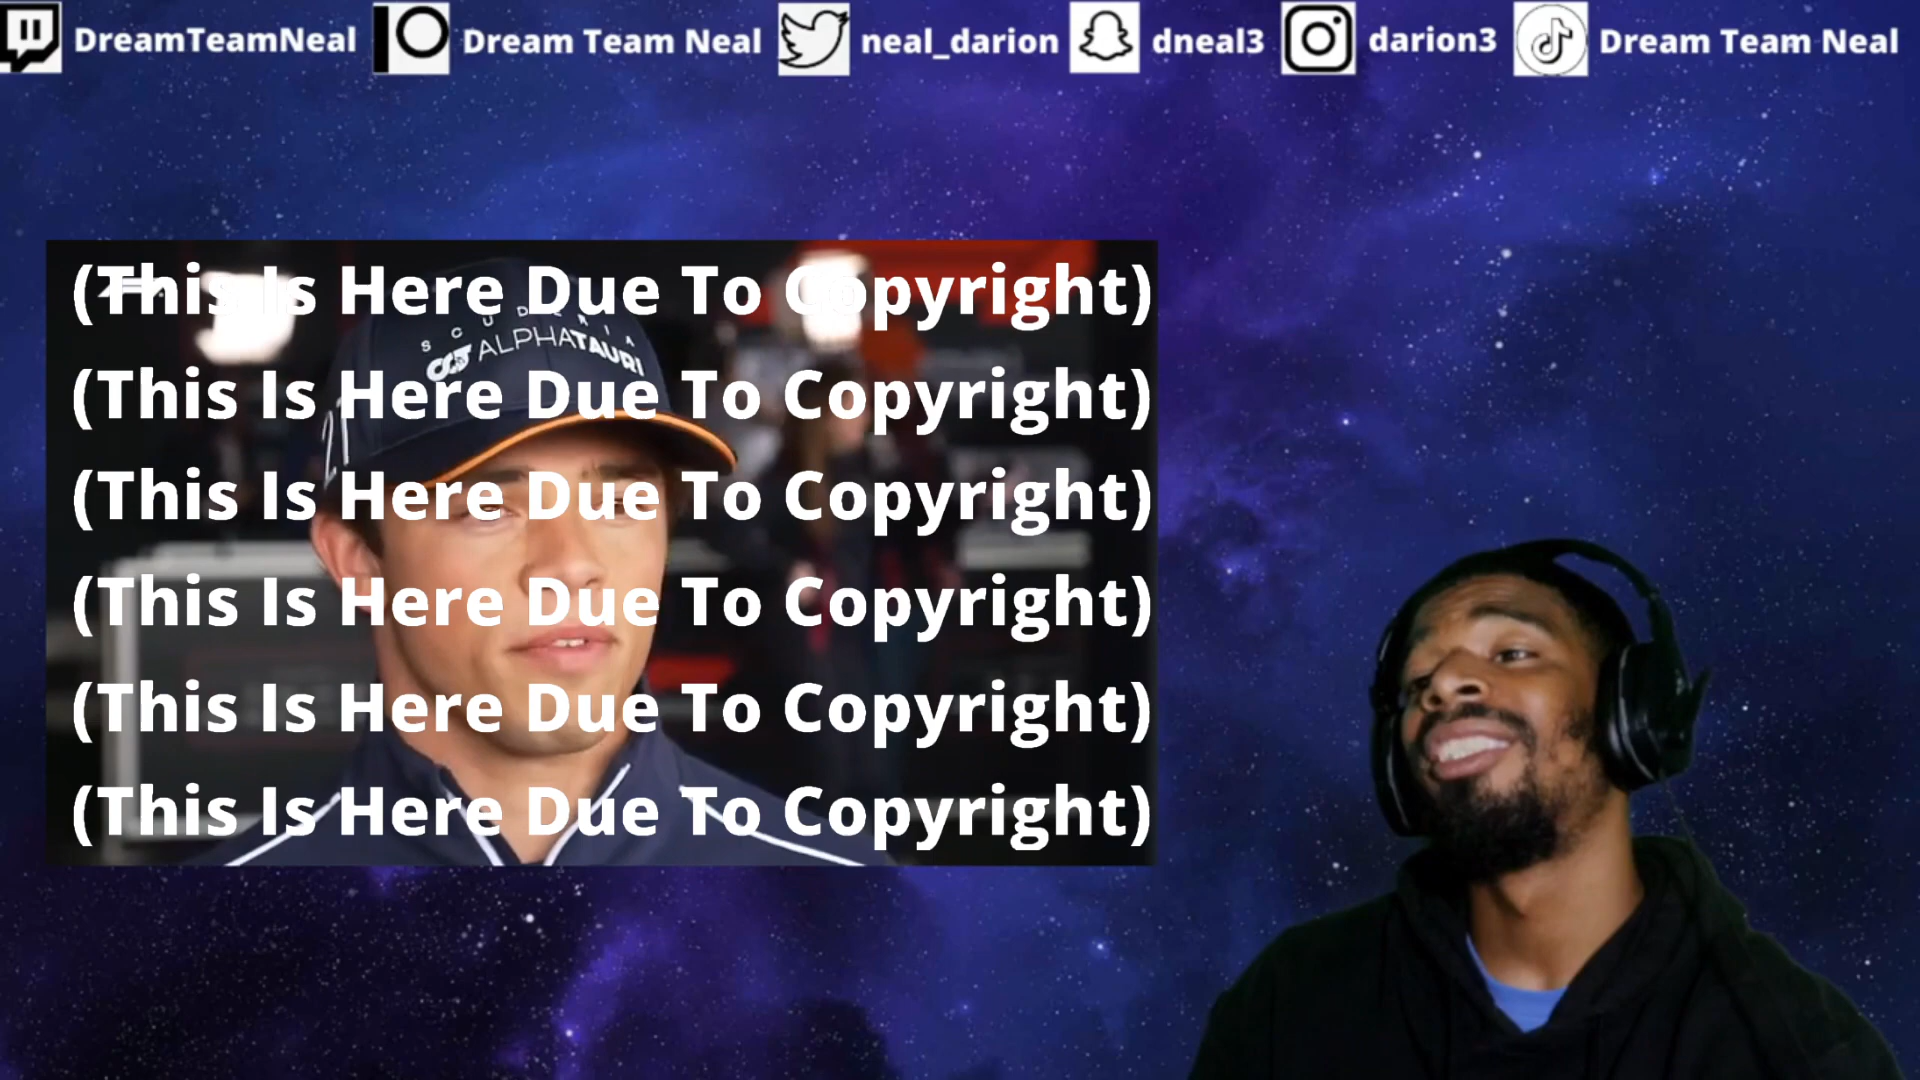 DreamTeamNeal Dream Team Neal neal_darion dneal3 darion3 Dream Team Neal
(This Is Here Due To Copyright)
SCUDERIA
ALPHATAURI
(This Is Here Due To Copyright)
21
(This Is Here Due To Copyright)
(This Is Here Due To Copyright)
(This Is Here Due To Copyright)
(This Is Here Due To Copyright)